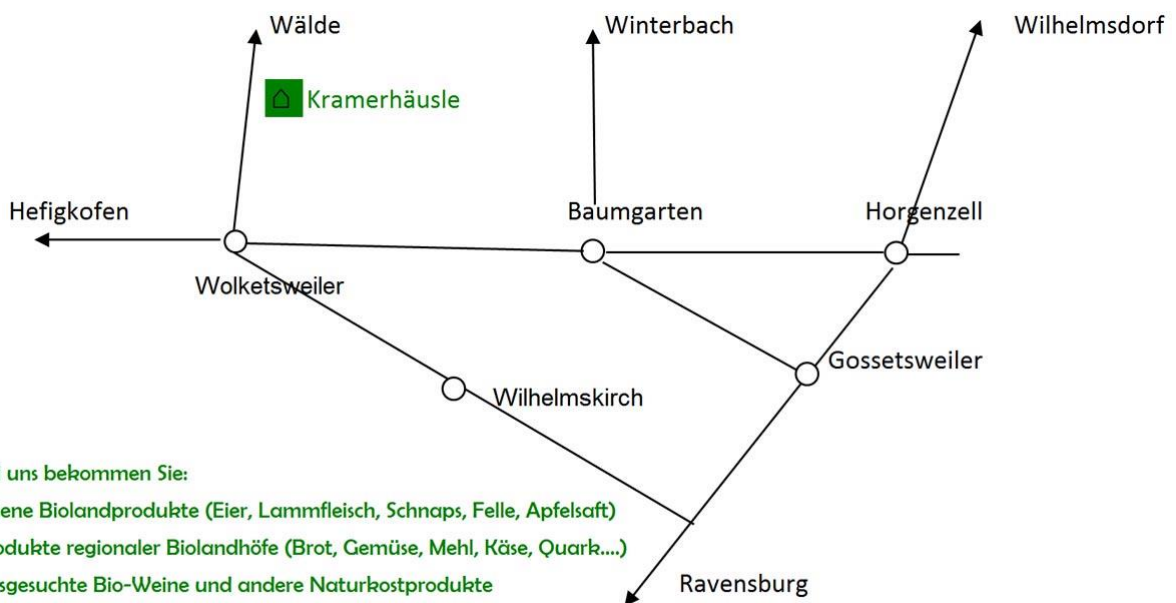 Wälde
Winterbach
Wilhelmsdorf
Kramerhäusle
Hefigkofen
Baumgarten
Horgenzell
Wolketsweiler
Gossetsweiler
Wilhelmskirch
uns bekommen Sie:
ene Biolandprodukte (Eier, Lammfleisch, Schnaps, Felle, Apfelsaft)
odukte regionaler Biolandhöfe (Brot, Gemüse, Mehl, Käse, Quark....)
sgesuchte Bio-Weine und andere Naturkostprodukte
Ravensburg